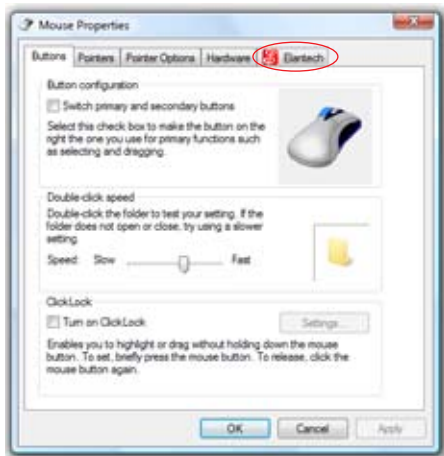 Mouse Properties
Buttons Pointers Pointer Options Hardware Elantech
Button configuration
Switch primary and secondary buttons
Select this check box to make the button on the
right the one you use for primary functions such
as selecting and dragging.
Double-click speed
Double-click the folder to test your setting. If the
folder does not open or close, try using a slower
setting.
Speed: Slow Fast
ClickLock
Turn on ClickLock
Settings...
Enables you to highlight or drag without holding down the mouse
button. To set, briefly press the mouse button. To release, click the
mouse button again.
OK Cancel Apply